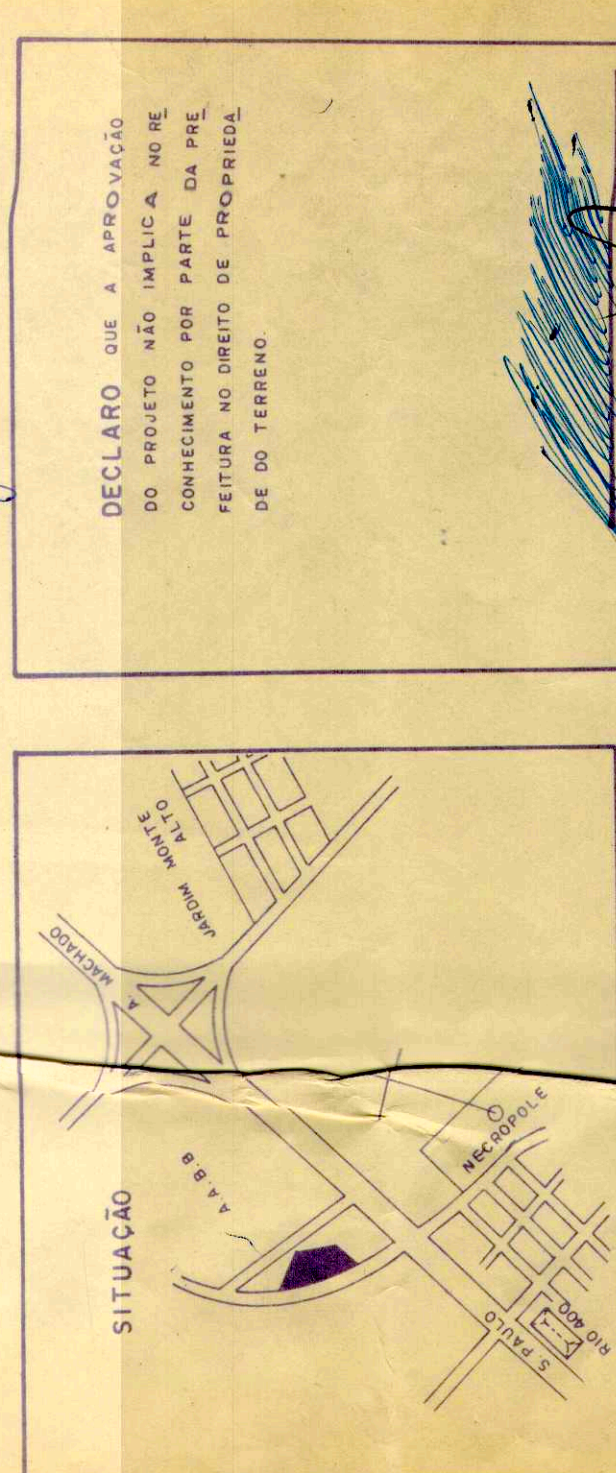 DECLARO QUE A APROVAÇÃO
DO PROJETO NÃO IMPLICA NO RE
CONHECIMENTO POR PARTE DA PRE
FEITURA NO DIREITO DE PROPRIEDA
DE DO TERRENO.
SITUAÇÃO
A.A.B.B
A. MACHADO
JARDIM MONTE
ALTO
NECROPOLE
S. PAULO
RIO 400